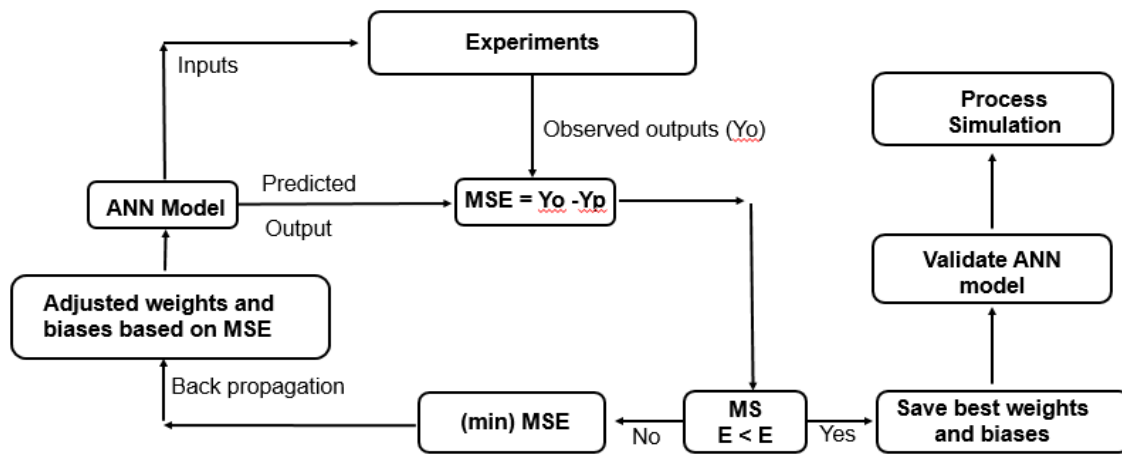 Experiments
Inputs
Observed outputs (Yo)
Process
Simulation
Predicted
ANN Model
MSE = Yo -Yp
Output
Validate ANN
model
Adjusted weights and
biases based on MSE
Back propagation
(min) MSE
No
MS
E < E
Yes
Save best weights
and biases